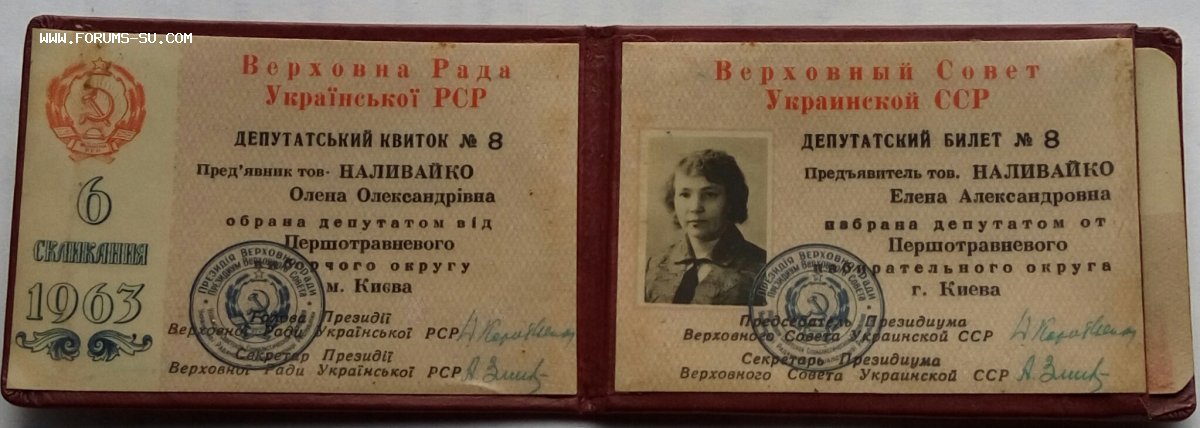 WWW.FORUMS-SU.COM
6
СКЛИКАННЯ
1963
Верховна Рада
Української РСР
ДЕПУТАТСЬКИЙ КВИТОК № 8
Пред'явник тов. НАЛИВАЙКО
Олена Олександрівна
обрана депутатом від
Першотравневого
округу
м. Києва
Голова Президії
Верховної Ради Української РСР
Секретар Президії
Верховної Ради Української РСР
Верховный Совет
Украинской ССР
ДЕПУТАТСКИЙ БИЛЕТ № 8
Предъявитель тов. НАЛИВАЙКО
Елена Александровна
избрана депутатом от
Першотравневого
избирательного округа
г. Киева
Председатель Президиума
Верховного Совета Украинской ССР
Секретарь Президиума
Верховного Совета Украинской ССР